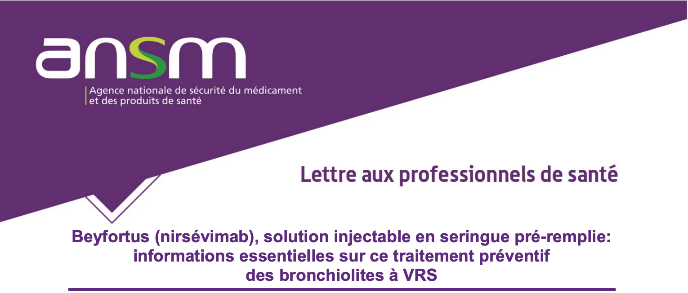 ansm
Agence nationale de sécurité du médicament
et des produits de santé
Lettre aux professionnels de santé
Beyfortus (nirsévimab), solution injectable en seringue pré-remplie:
informations essentielles sur ce traitement préventif
des bronchiolites à VRS